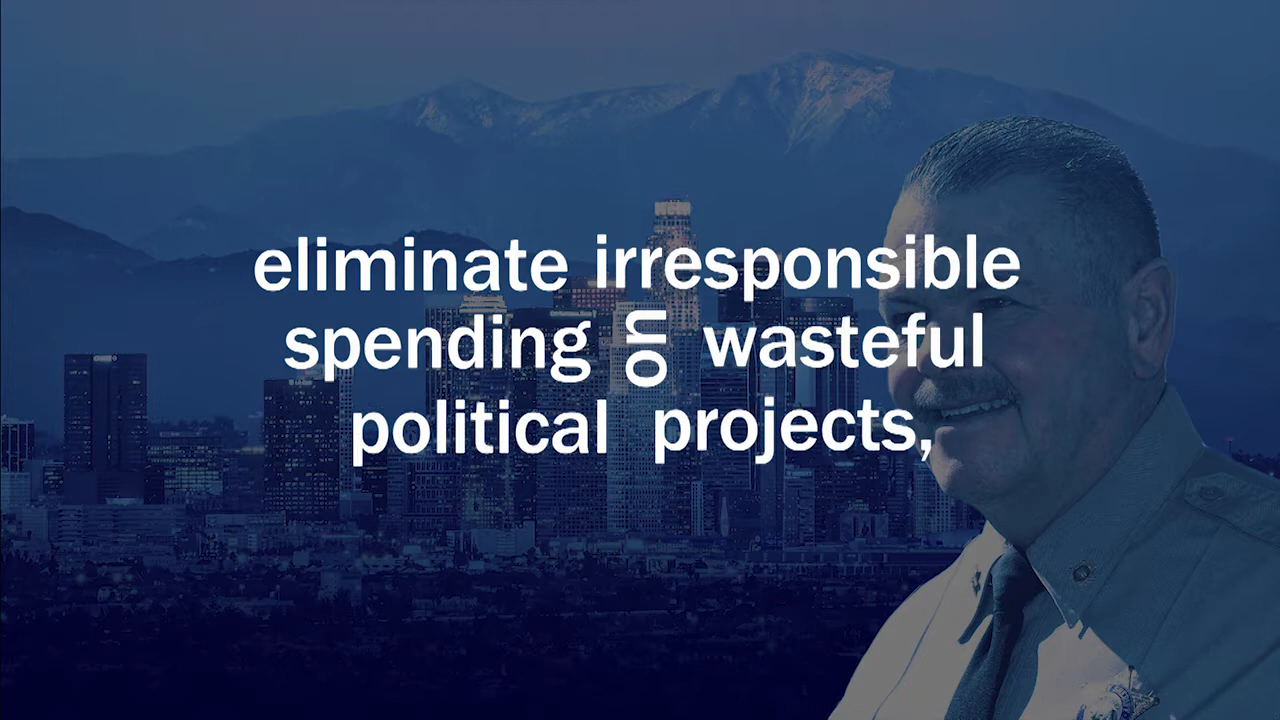 eliminate irresponsible
spending on wasteful
political projects,